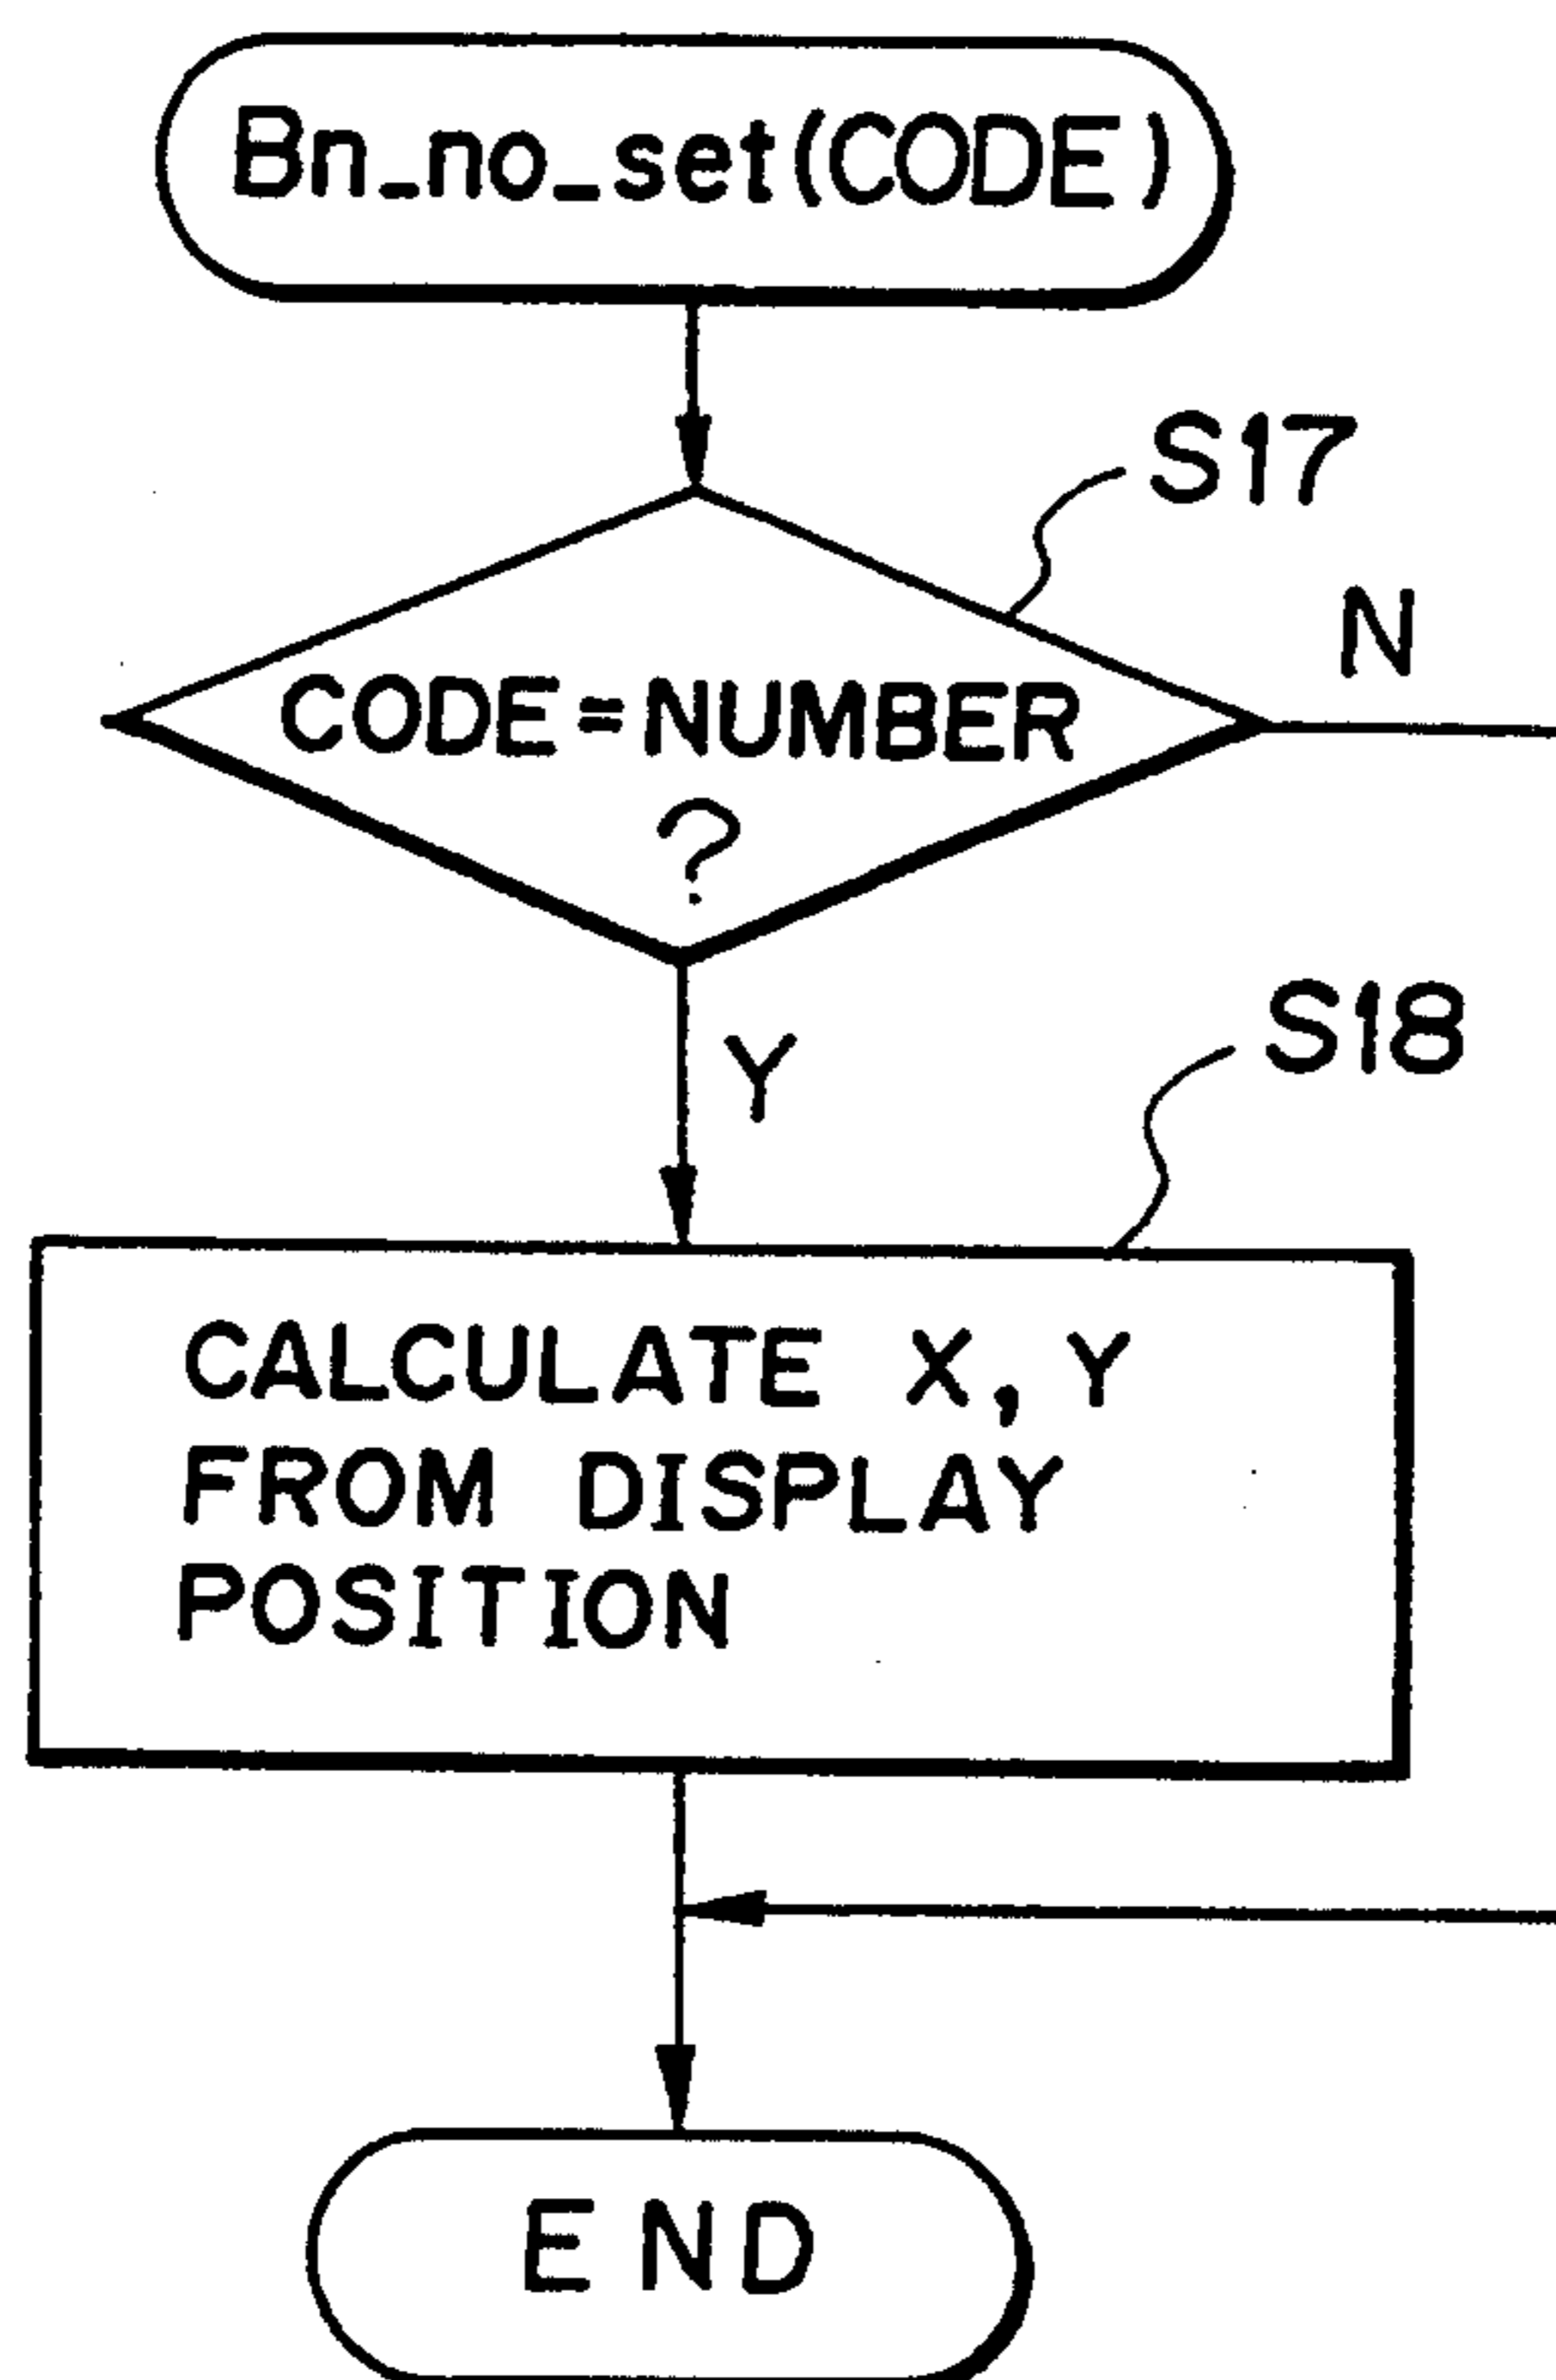 Bn_no_set(CODE)
S17
N
CODE=NUMBER
?
Y
S18
CALCULATE X, Y
FROM DISPLAY
POSITION
END